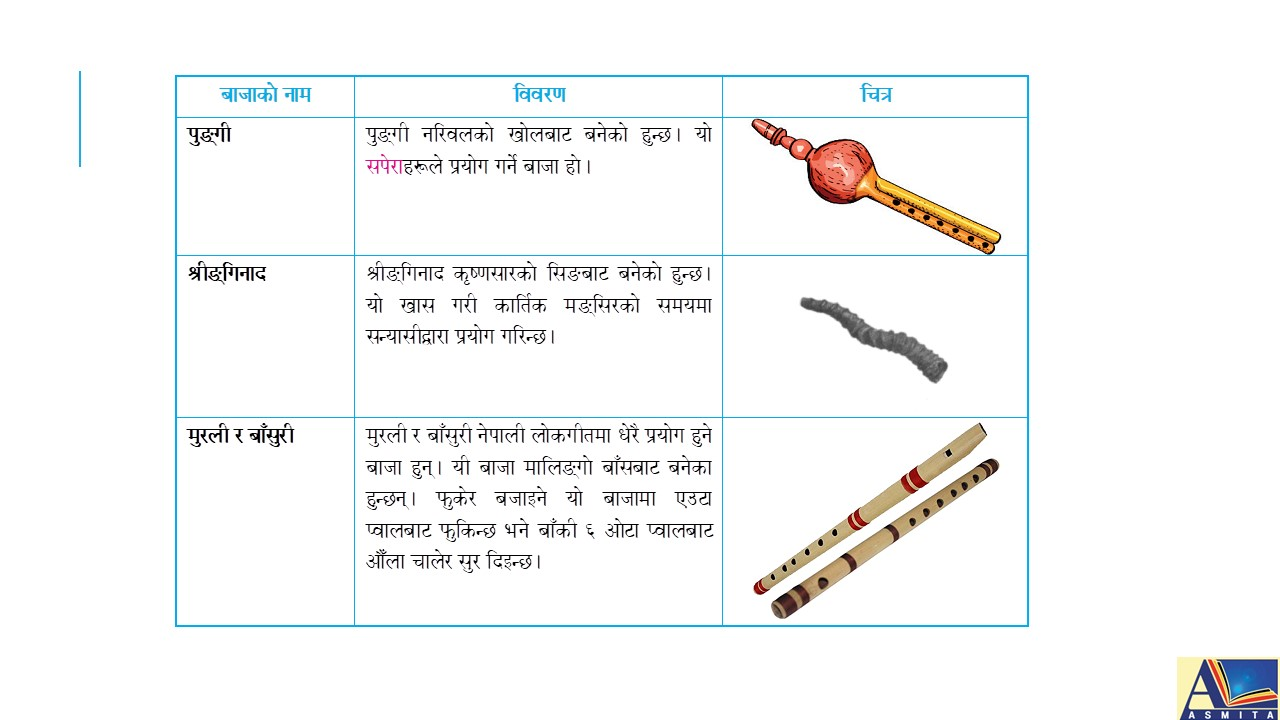 बाजाको नाम विवरण चित्र
पुङ्गी
पुङ्गी नरिवलको खोलबाट बनेको हुन्छ। यो
सपेराहरूले प्रयोग गर्ने बाजा हो।
श्रीङ्गिनाद
श्रीङ्गिनाद कृष्णसारको सिङबाट बनेको हुन्छ।
यो खास गरी कार्तिक मङ्सिरको समयमा
सन्यासीद्वारा प्रयोग गरिन्छ।
मुरली र बाँसुरी
मुरली र बाँसुरी नेपाली लोकगीतमा धेरै प्रयोग हुने
बाजा हुन्। यी बाजा मालिङ्गो बाँसबाट बनेका
हुन्छन्। फुकेर बजाइने यो बाजामा एउटा
प्वालबाट फुकिन्छ भने बाँकी ६ ओटा प्वालबाट
औँला चालेर सुर दिइन्छ।
ASMITA